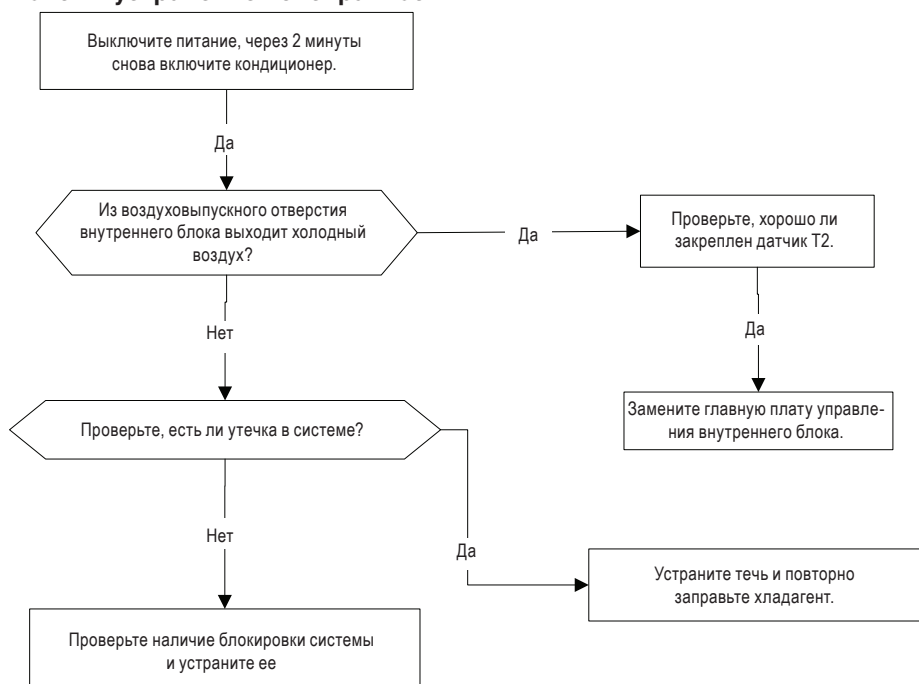 Выключите питание, через 2 минуты
снова включите кондиционер.
Да
Из воздуховыпускного отверстия
внутреннего блока выходит холодный
воздух?
Да
Проверьте, хорошо ли
закреплен датчик T2.
Нет
Да
Проверьте, есть ли утечка в системе?
Замените главную плату управле-
ния внутреннего блока.
Нет
Да
Устраните течь и повторно
заправьте хладагент.
Проверьте наличие блокировки системы
и устраните ее